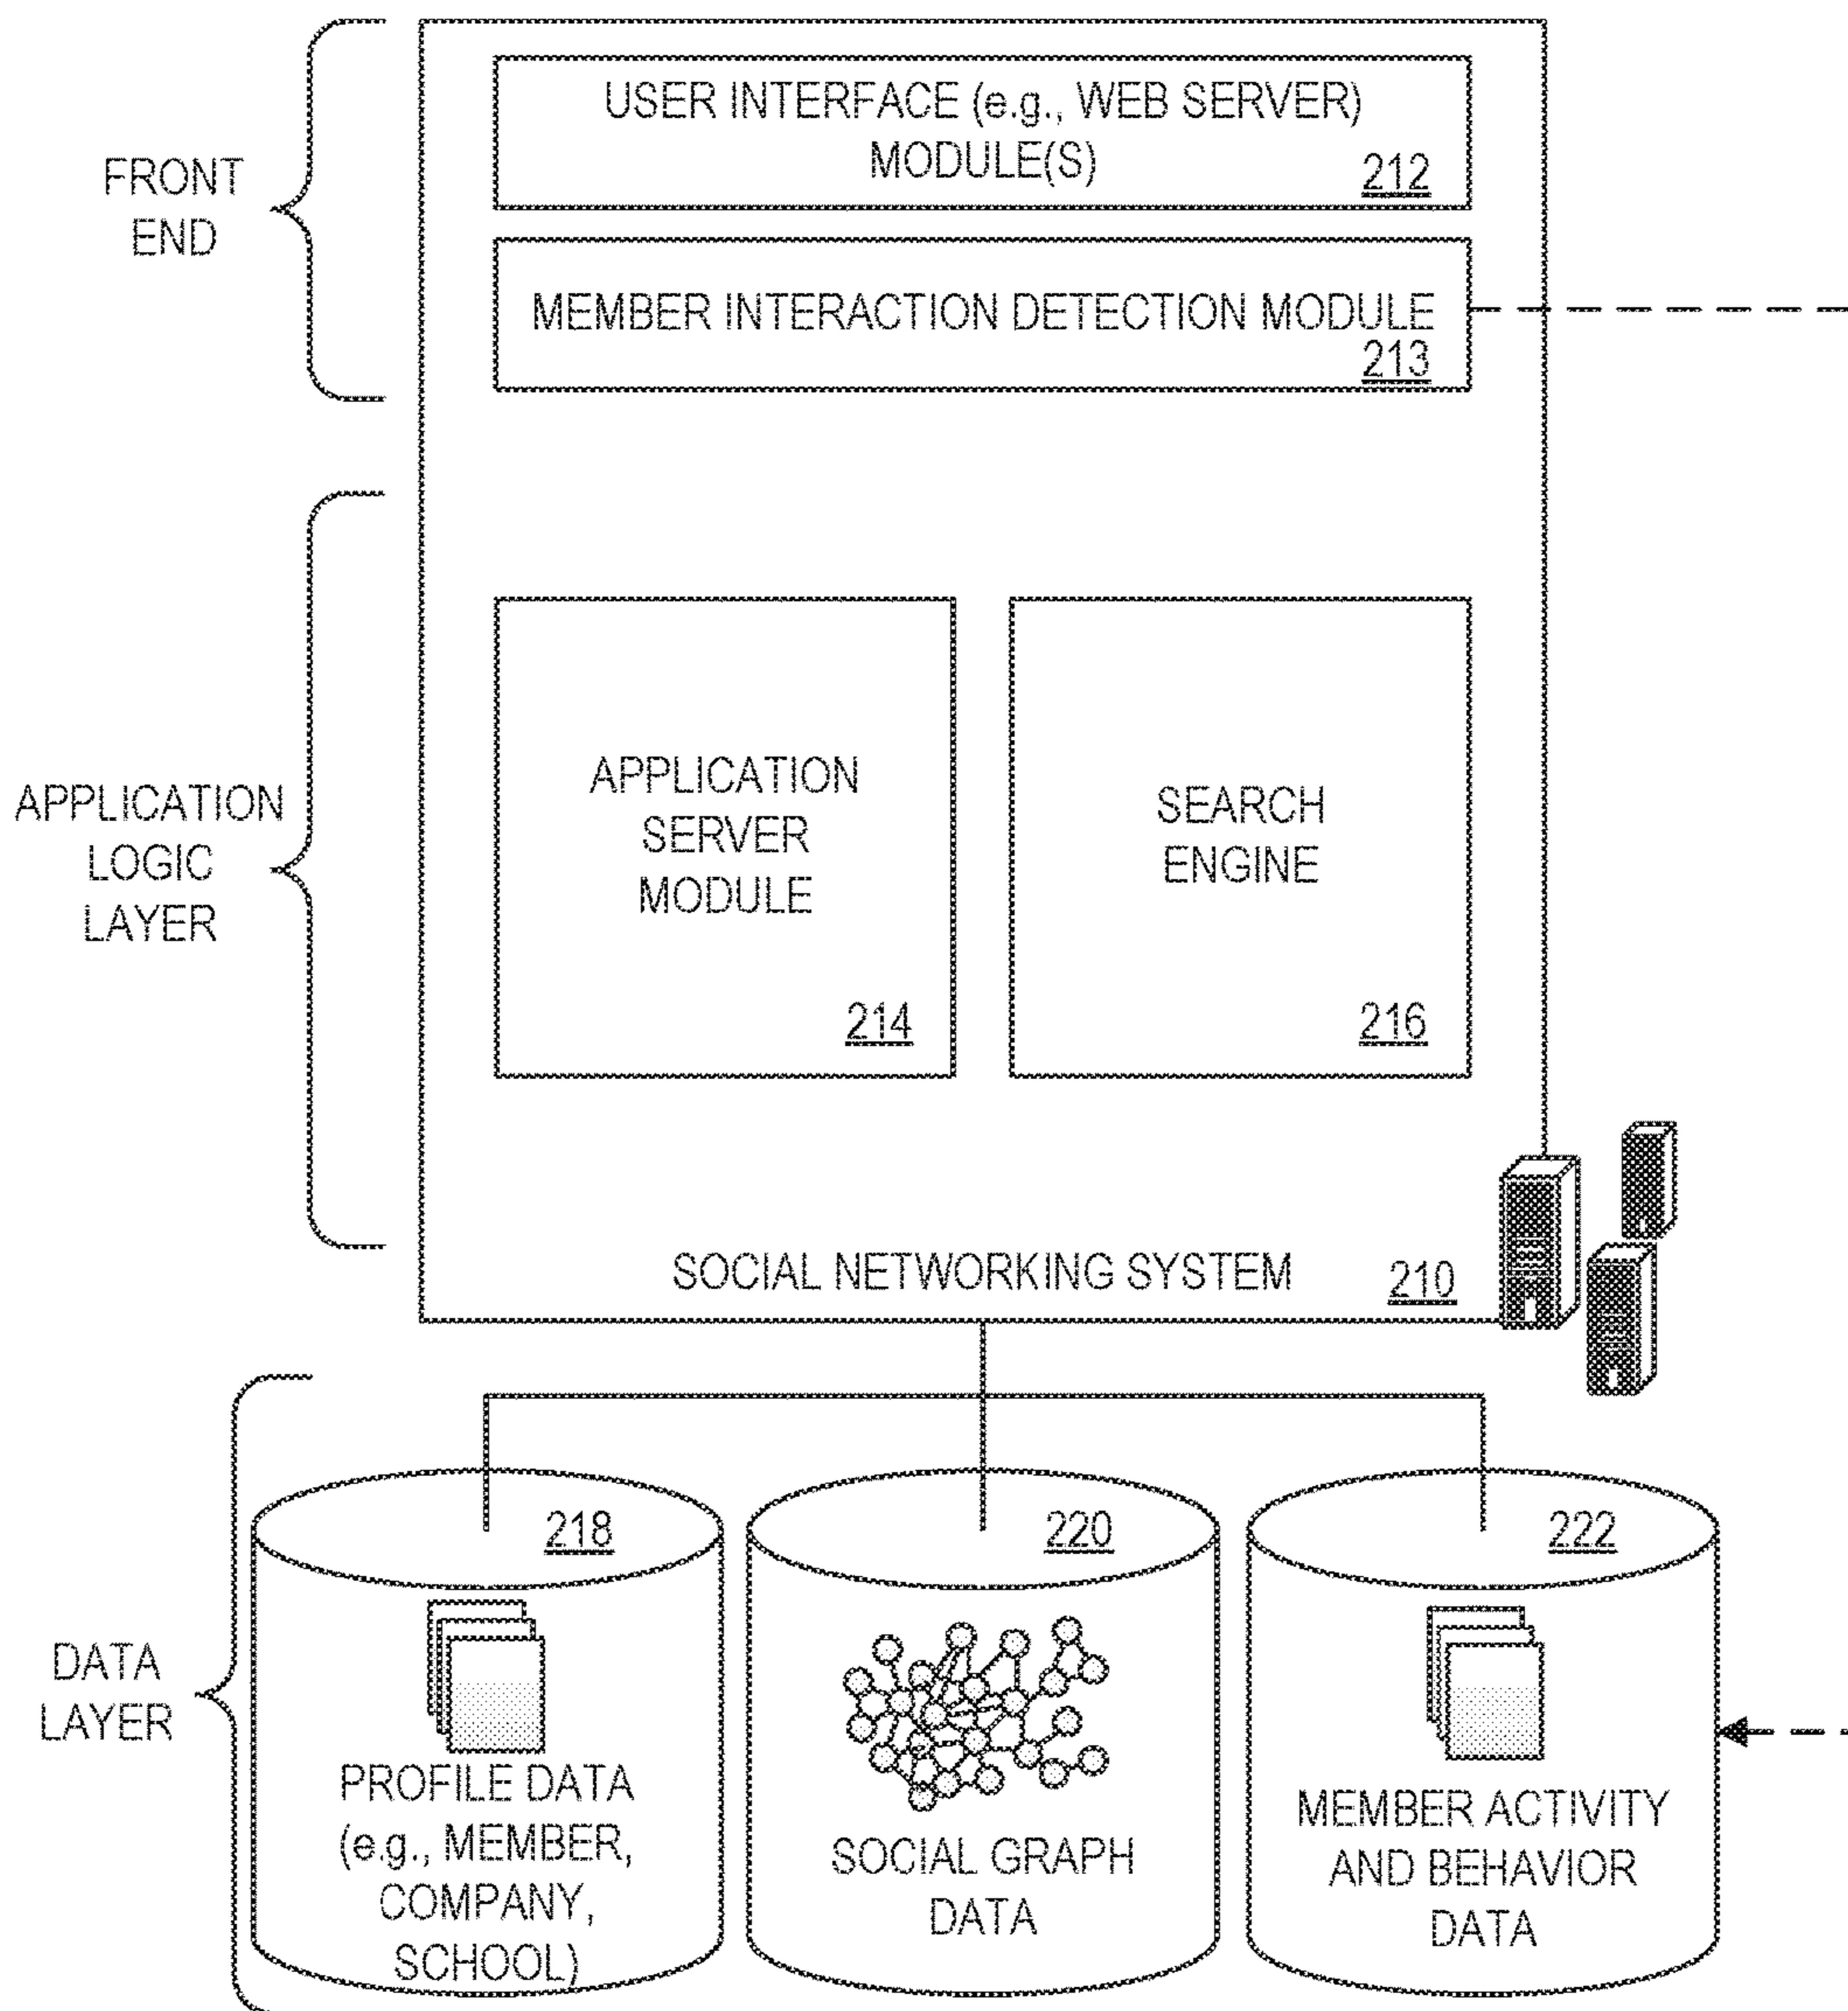 FRONT
END
USER INTERFACE (e.g., WEB SERVER)
MODULE(S)
212
MEMBER INTERACTION DETECTION MODULE
213
APPLICATION
LOGIC
LAYER
APPLICATION
SERVER
MODULE
214
SEARCH
ENGINE
216
SOCIAL NETWORKING SYSTEM
210
DATA
LAYER
218
PROFILE DATA
(e.g., MEMBER,
COMPANY,
SCHOOL)
220
SOCIAL GRAPH
DATA
222
MEMBER ACTIVITY
AND BEHAVIOR
DATA